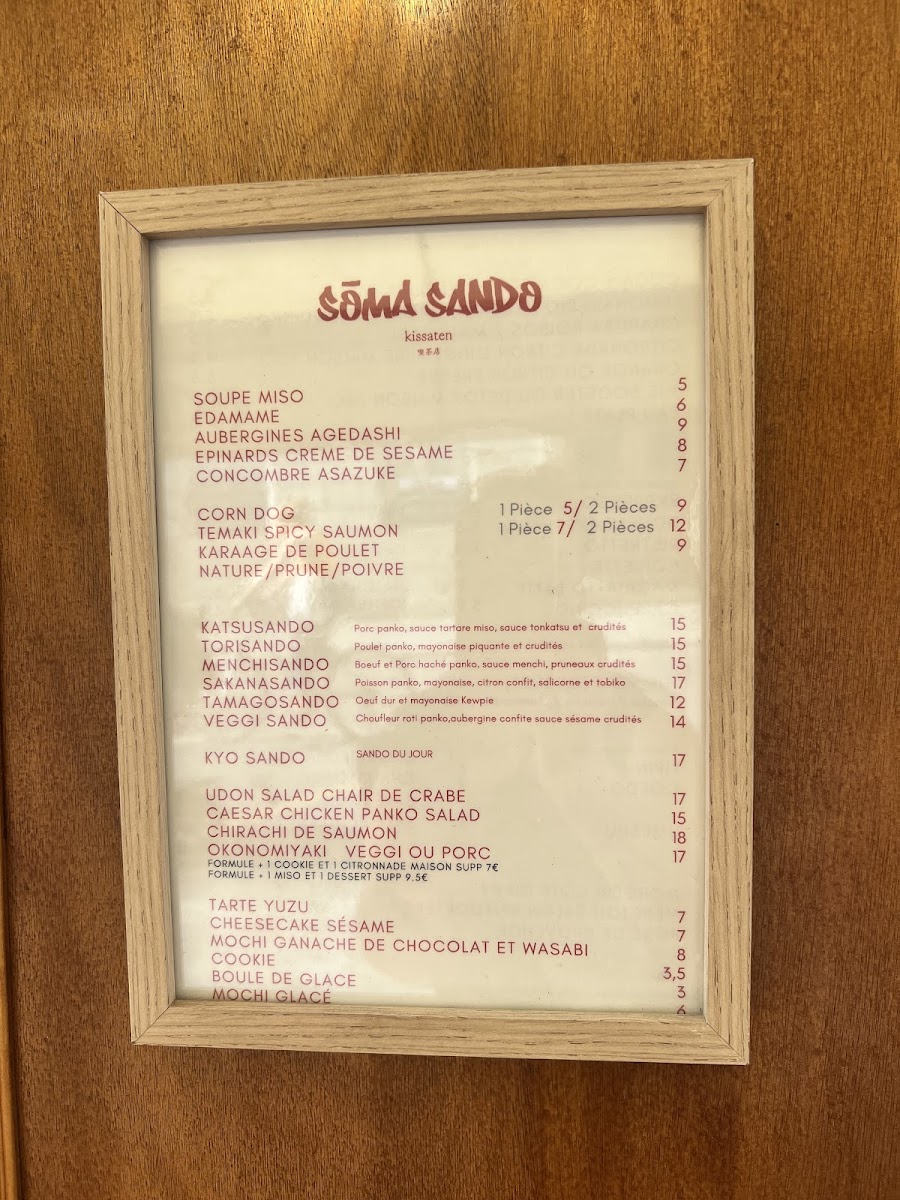 SŌMA SANDO
kissaten
喫茶店
SOUPE MISO 5
EDAMAME 6
AUBERGINES AGEDASHI 9
EPINARDS CREME DE SESAME 8
CONCOMBRE ASAZUKE 7
CORN DOG 1 Pièce 5/ 2 Pièces 9
TEMAKI SPICY SAUMON 1 Pièce 7/ 2 Pièces 12
KARAAGE DE POULET 9
NATURE/PRUNE/POIVRE
KATSUSANDO Porc panko, sauce tartare miso, sauce tonkatsu et crudités 15
TORISANDO Poulet panko, mayonaise piquante et crudités 15
MENCHISANDO Boeuf et Porc haché panko, sauce menchi, pruneaux crudités 15
SAKANASANDO Poisson panko, mayonaise, citron confit, salicorne et tobiko 17
TAMAGOSANDO Oeuf dur et mayonaise Kewpie 12
VEGGI SANDO Choufleur roti panko,aubergine confite sauce sésame crudités 14
KYO SANDO SANDO DU JOUR 17
UDON SALAD CHAIR DE CRABE 17
CAESAR CHICKEN PANKO SALAD 15
CHIRACHI DE SAUMON 18
OKONOMIYAKI VEGGI OU PORC 17
FORMULE + 1 COOKIE ET 1 CITRONNADE MAISON SUPP 7€
FORMULE + 1 MISO ET 1 DESSERT SUPP 9.5€
TARTE YUZU 7
CHEESECAKE SÉSAME 7
MOCHI GANACHE DE CHOCOLAT ET WASABI 8
COOKIE 3,5
BOULE DE GLACE 3
MOCHI GLACÉ 6